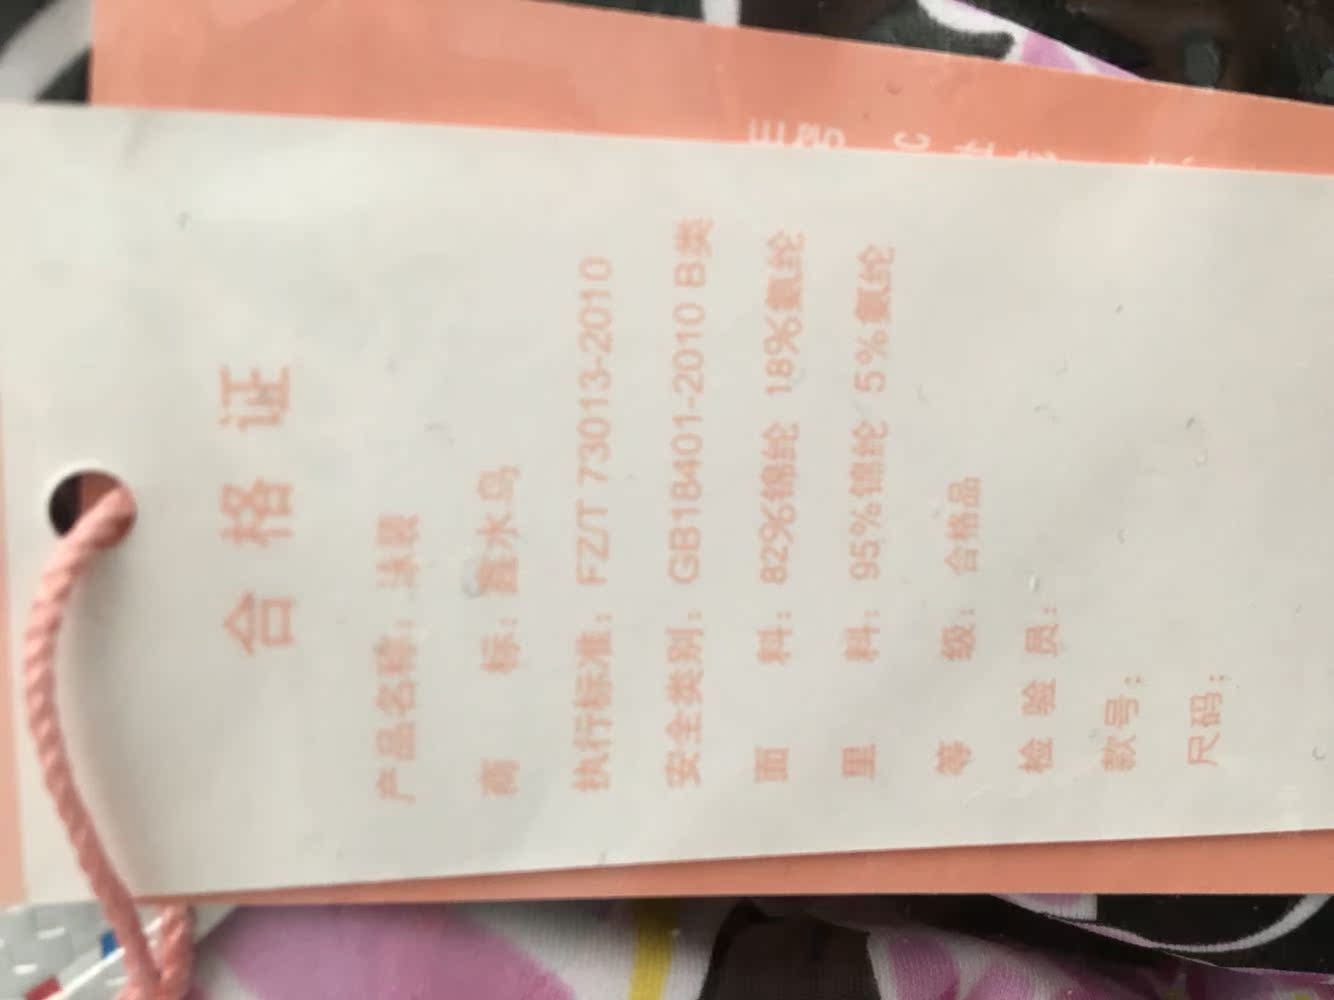 合格证
产品名称：泳装
商 标：鑫水鸟
执行标准：FZ/T 73013-2010
安全类别：GB18401-2010 B类
面 料：82%锦纶 18%氨纶
里 料：95%锦纶 5%氨纶
等 级：合格品
检 验 员：
款号：
尺码：